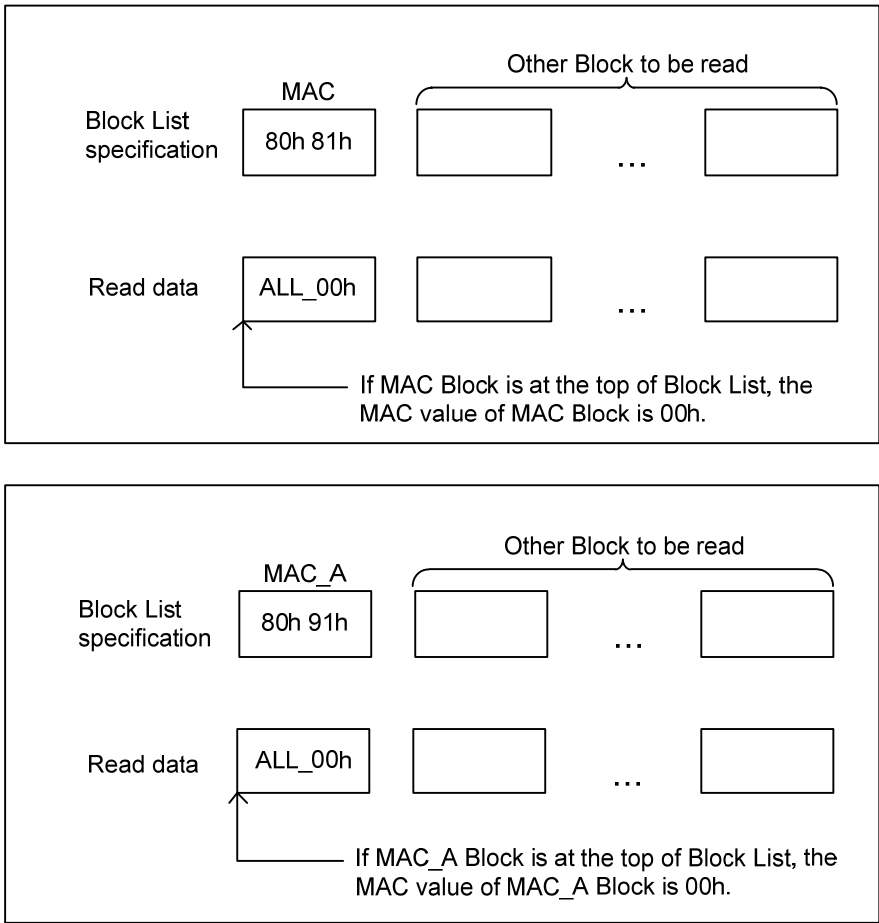 Other Block to be read
MAC
Block List
specification
80h 81h
...
Read data
ALL_00h
...
If MAC Block is at the top of Block List, the
MAC value of MAC Block is 00h.
Other Block to be read
MAC_A
Block List
specification
80h 91h
...
Read data
ALL_00h
...
If MAC_A Block is at the top of Block List, the
MAC value of MAC_A Block is 00h.